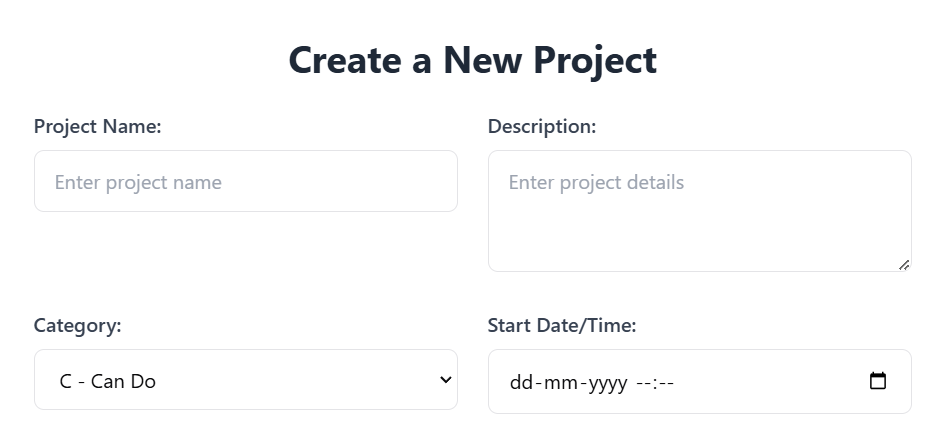 Create a New Project
Project Name:
Enter project name
Description:
Enter project details
Category:
C - Can Do
Start Date/Time:
dd-mm-yyyy --:--